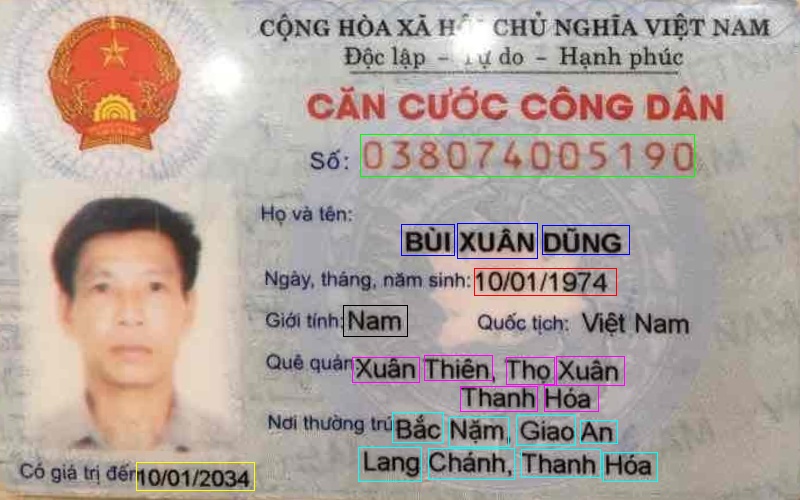 CỘNG HÒA XÃ HỘI CHỦ NGHĨA VIỆT NAM
Độc lập - Tự do - Hạnh phúc
CĂN CƯỚC CÔNG DÂN
Số: 038074005190
Họ và tên:
BÙI XUÂN DŨNG
Ngày, tháng, năm sinh: 10/01/1974
Giới tính: Nam Quốc tịch: Việt Nam
Quê quán: Xuân Thiên, Thọ Xuân
Thanh Hóa
Nơi thường trú: Bắc Nặm, Giao An
Lang Chánh, Thanh Hóa
Có giá trị đến: 10/01/2034